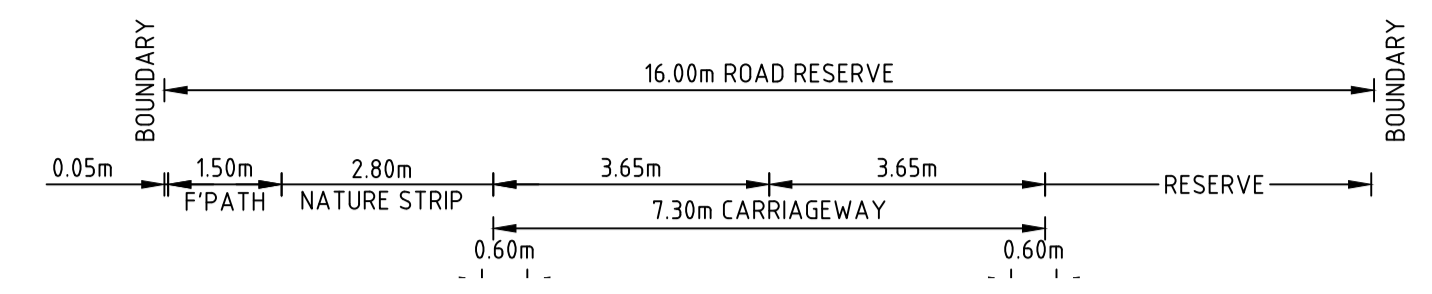 BOUNDARY
16.00m ROAD RESERVE
BOUNDARY
0.05m
1.50m
2.80m
3.65m
3.65m
F'PATH
NATURE STRIP
RESERVE
7.30m CARRIAGEWAY
0.60m
0.60m